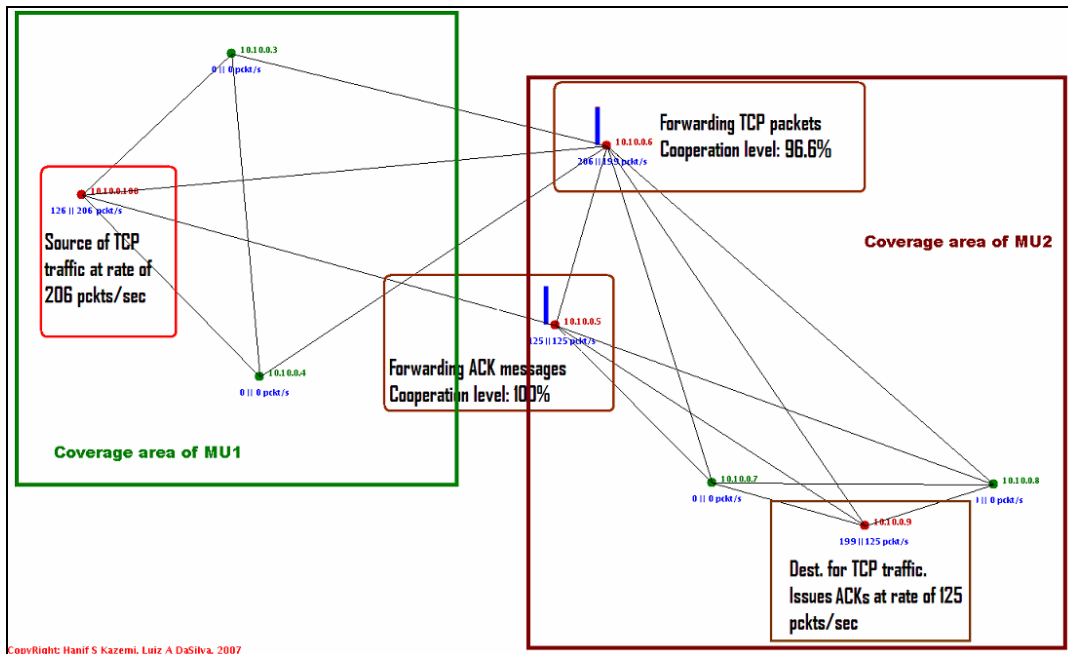 10.10.0.3
0 || 0 pckt/s
10.10.0.6
206 || 199 pckt/s
Forwarding TCP packets
Cooperation level: 96.6%
10.10.0.100
126 || 206 pckt/s
Source of TCP
traffic at rate of
206 pckts/sec
Coverage area of MU2
10.10.0.5
125 || 125 pckt/s
Forwarding ACK messages
Cooperation level: 100%
10.10.0.4
0 || 0 pckt/s
Coverage area of MU1
10.10.0.7
0 || 0 pckt/s
10.10.0.8
0 || 0 pckt/s
10.10.0.9
199 || 125 pckt/s
Dest. for TCP traffic.
Issues ACKs at rate of 125
pckts/sec
CopyRight: Hanif S Kazemi, Luiz A DaSilva, 2007